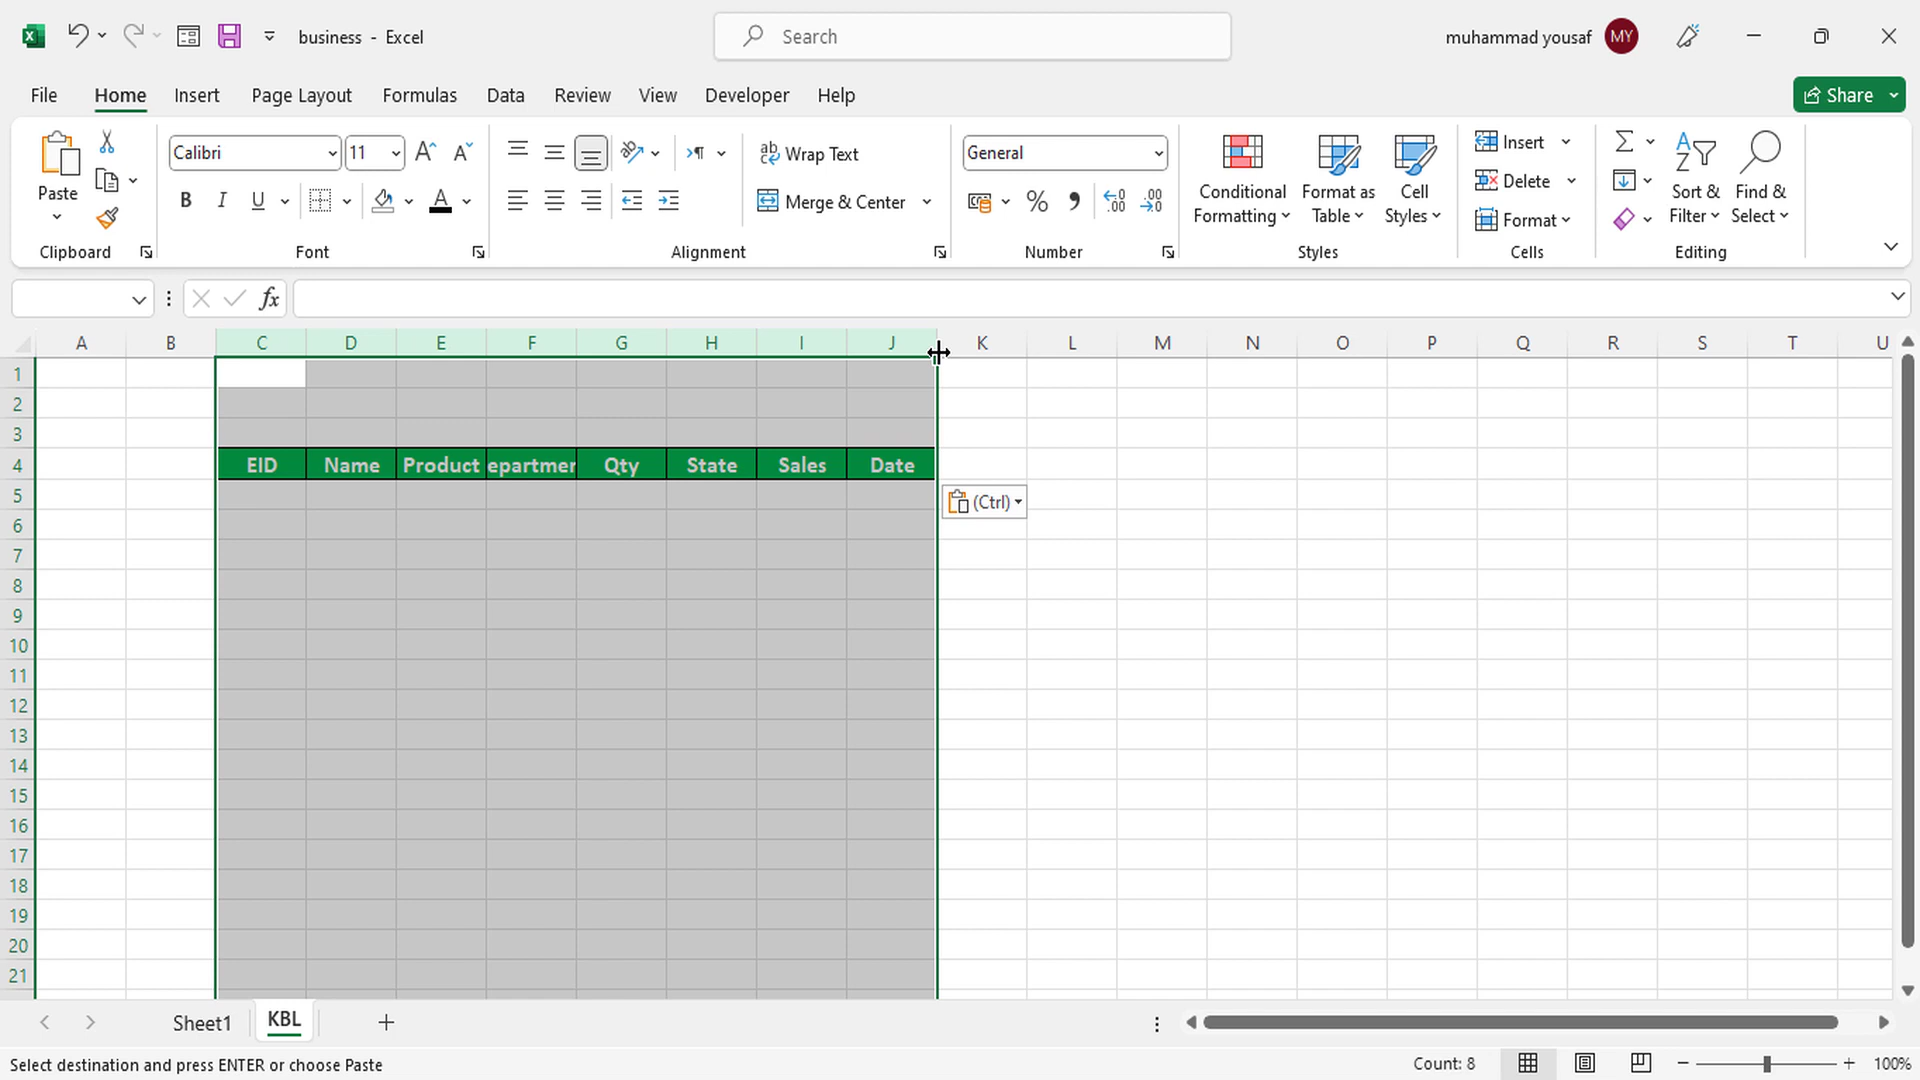 business - Excel
Search
muhammad yousaf
MY
File Home Insert Page Layout Formulas Data Review View Developer Help
Share
Paste
Clipboard
Calibri
11
B I U
Font
Wrap Text
Merge & Center
Alignment
General
Number
Conditional Formatting
Format as Table
Cell Styles
Styles
Insert
Delete
Format
Cells
Sort & Filter
Find & Select
Editing
fx
A B C D E F G H I J K L M N O P Q R S T U
1
2
3
4 EID Name Product epartmen Qty State Sales Date
5 (Ctrl)
6
7
8
9
10
11
12
13
14
15
16
17
18
19
20
21
Sheet1 KBL
Select destination and press ENTER or choose Paste
Count: 8
100%